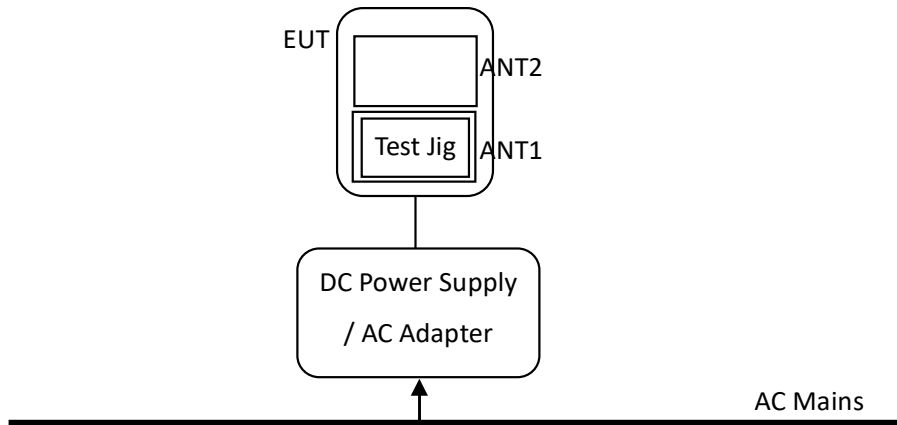 EUT
ANT2
Test Jig
ANT1
DC Power Supply
/ AC Adapter
AC Mains